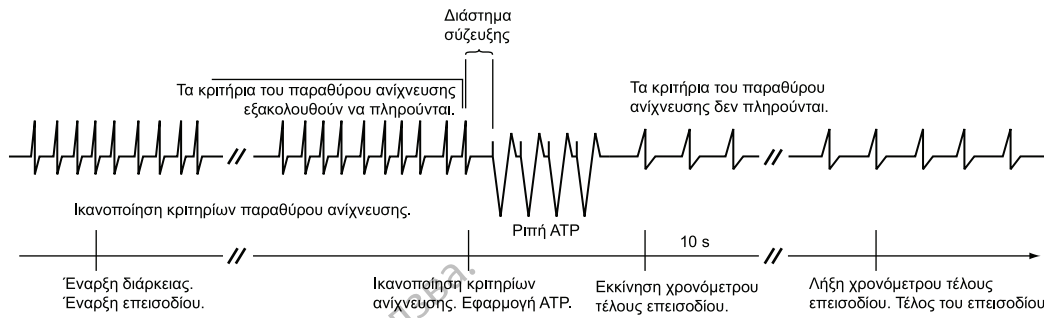 Διάστημα
σύζευξης
Τα κριτήρια του παραθύρου ανίχνευσης
εξακολουθούν να πληρούνται.
Τα κριτήρια του παραθύρου
ανίχνευσης δεν πληρούνται.
Ικανοποίηση κριτηρίων παραθύρου ανίχνευσης.
Ριπή ATP
10 s
Έναρξη διάρκειας.
Έναρξη επεισοδίου.
Ικανοποίηση κριτηρίων
ανίχνευσης. Εφαρμογή ATP.
Εκκίνηση χρονόμετρου
τέλους επεισοδίου.
Λήξη χρονόμετρου τέλους
επεισοδίου. Τέλος του επεισοδίου